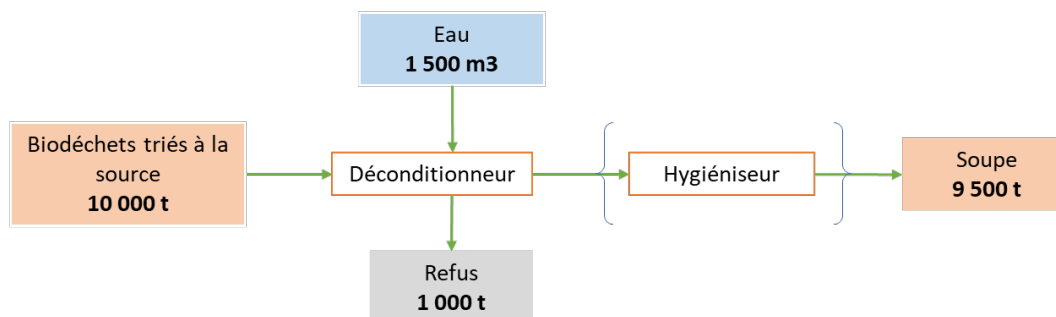 Eau
1 500 m3
Biodéchets triés à la
source
10 000 t
Déconditionneur
Hygiéniseur
Soupe
9 500 t
Refus
1 000 t